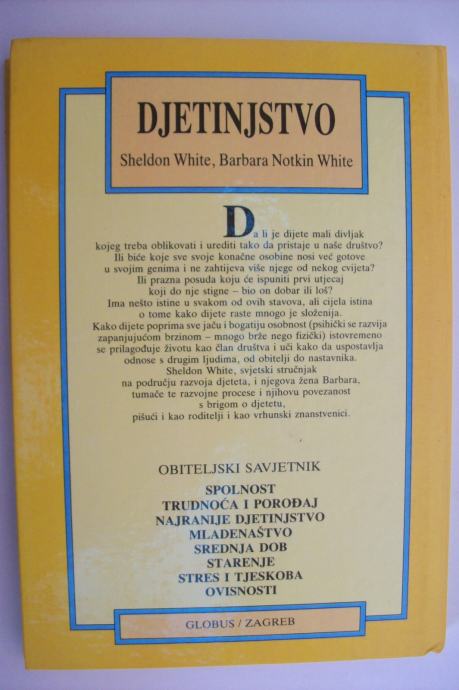 DJETINJSTVO
Sheldon White, Barbara Notkin White
Da li je dijete mali divljak
kojeg treba oblikovati i urediti tako da pristaje u naše društvo?
Ili biće koje sve svoje konačne osobine nosi već gotove
u svojim genima i ne zahtijeva više njege od nekog cvijeta?
Ili prazna posuda koju će ispuniti prvi utjecaj
koji do nje stigne – bio on dobar ili loš?
Ima nešto istine u svakom od ovih stavova, ali cijela istina
o tome kako dijete raste mnogo je složenija.
Kako dijete poprima sve jaču i bogatiju osobnost (psihički se razvija
zapanjujućom brzinom – mnogo brže nego fizički) istovremeno
se prilagođuje životu kao član društva i uči kako da uspostavlja
odnose s drugim ljudima, od obitelji do nastavnika.
Sheldon White, svjetski stručnjak
na području razvoja djeteta, i njegova žena Barbara,
tumače te razvojne procese i njihovu povezanost
s brigom o djetetu,
pišući i kao roditelji i kao vrhunski znanstvenici.
OBITELJSKI SAVJETNIK
SPOLNOST
TRUDNOĆA I POROĐAJ
NAJRANIJE DJETINJSTVO
MLADENAŠTVO
SREDNJA DOB
STARENJE
STRES I TJESKOBA
OVISNOSTI
GLOBUS / ZAGREB